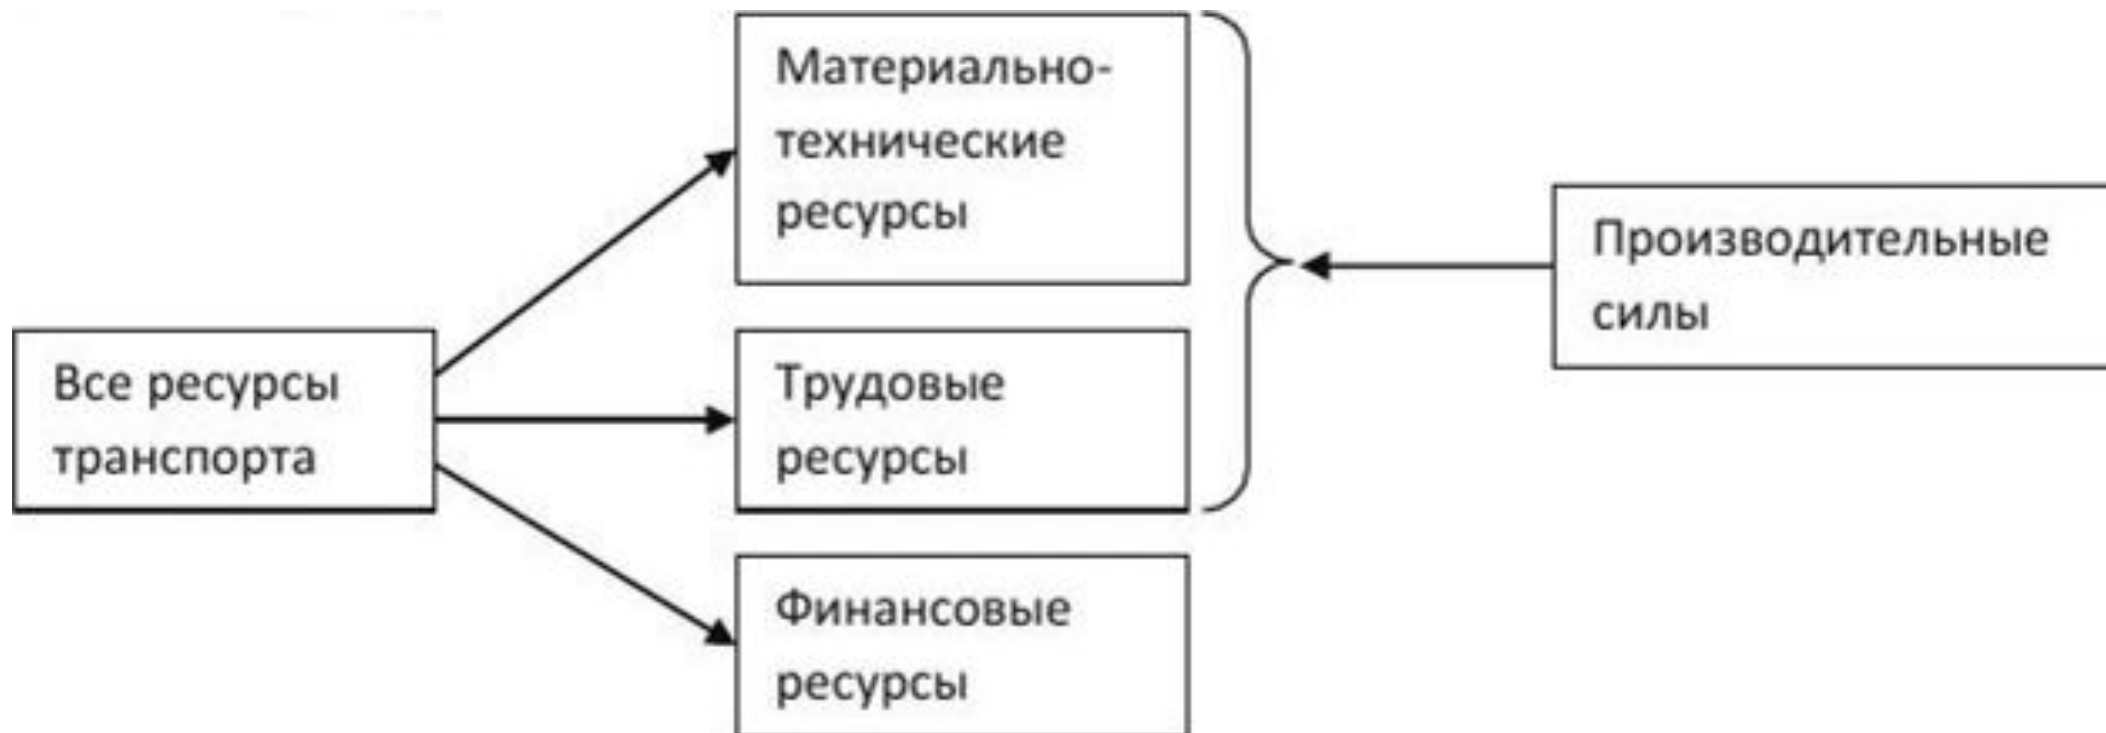 Материально-
технические
ресурсы
Производительные
силы
Все ресурсы
транспорта
Трудовые
ресурсы
Финансовые
ресурсы